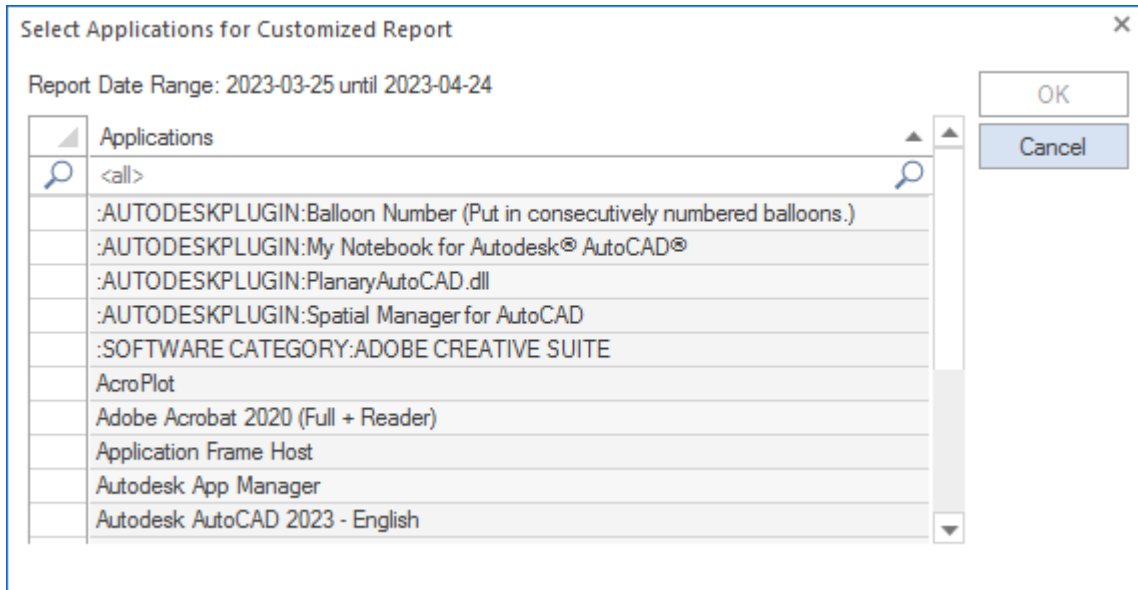 Select Applications for Customized Report
Report Date Range: 2023-03-25 until 2023-04-24
OK
Cancel
Applications
<all>
:AUTODESKPLUGIN:Balloon Number (Put in consecutively numbered balloons.)
:AUTODESKPLUGIN:My Notebook for Autodesk® AutoCAD®
:AUTODESKPLUGIN:PlanaryAutoCAD.dll
:AUTODESKPLUGIN:Spatial Manager for AutoCAD
:SOFTWARE CATEGORY:ADOBE CREATIVE SUITE
AcroPlot
Adobe Acrobat 2020 (Full + Reader)
Application Frame Host
Autodesk App Manager
Autodesk AutoCAD 2023 - English